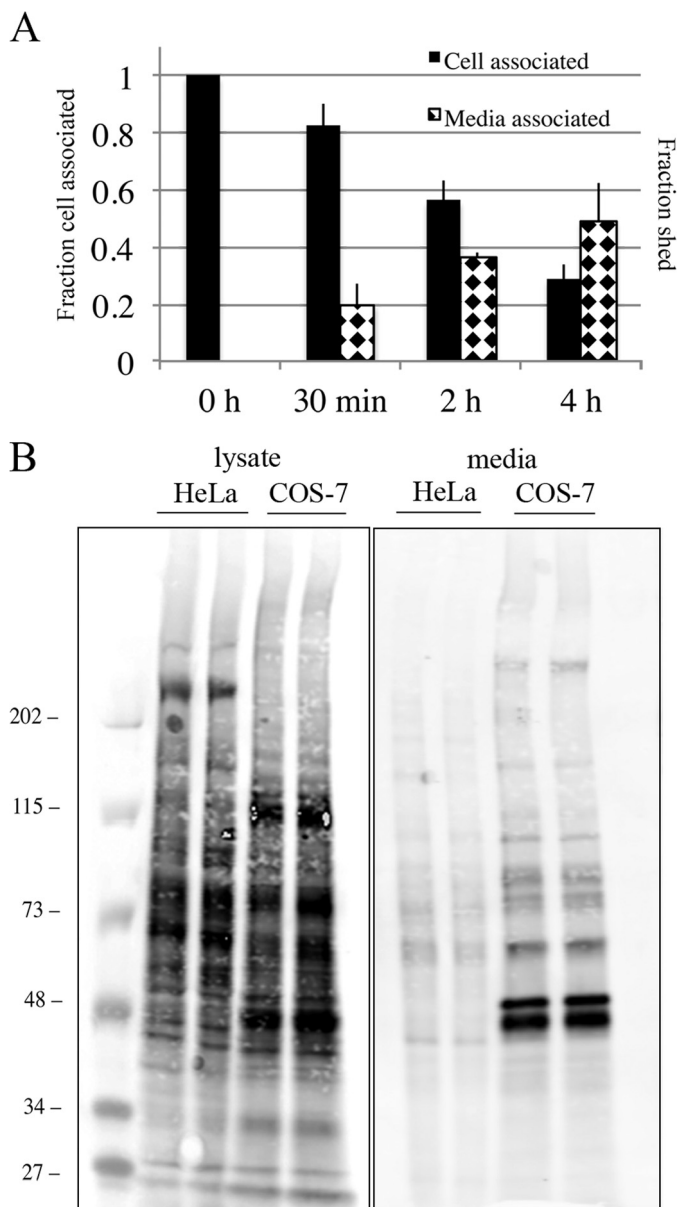 A
Cell associated
Media associated
Fraction cell associated
Fraction shed
1
0.8
0.6
0.4
0.2
0
0 h 30 min 2 h 4 h
B
lysate media
HeLa COS-7 HeLa COS-7
202 –
115 –
73 –
48 –
34 –
27 –